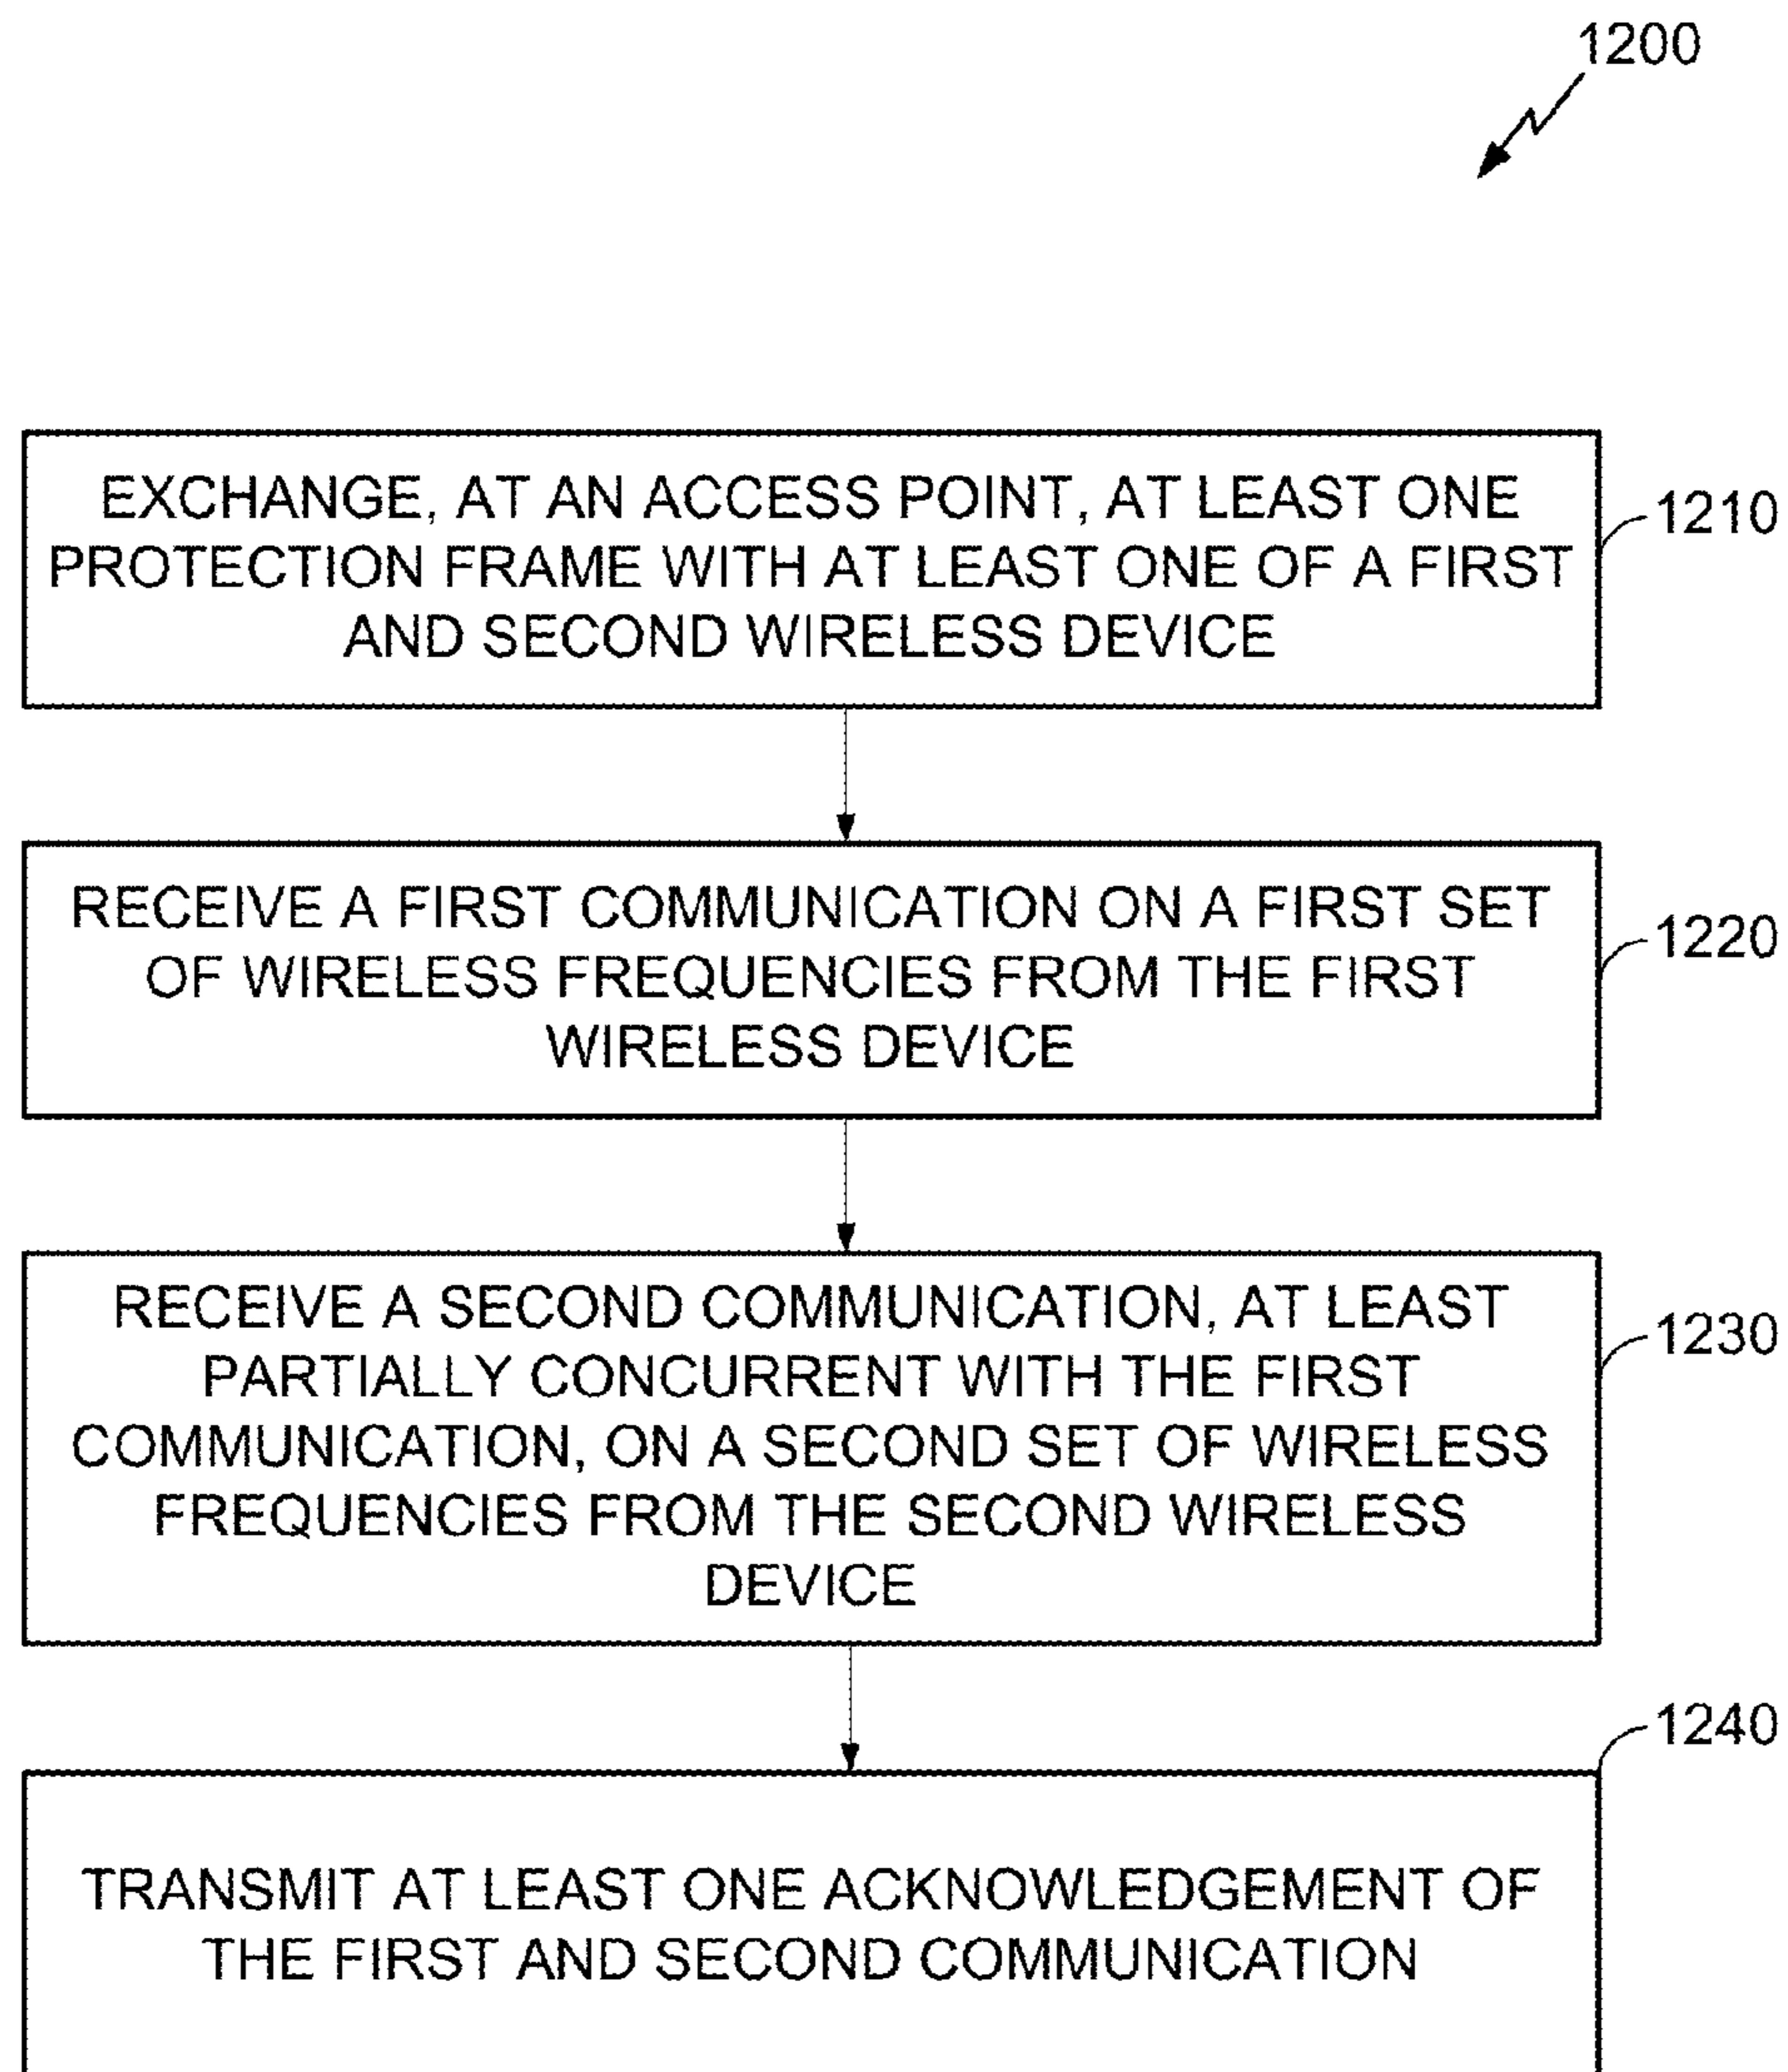 1200
EXCHANGE, AT AN ACCESS POINT, AT LEAST ONE
PROTECTION FRAME WITH AT LEAST ONE OF A FIRST
AND SECOND WIRELESS DEVICE
1210
RECEIVE A FIRST COMMUNICATION ON A FIRST SET
OF WIRELESS FREQUENCIES FROM THE FIRST
WIRELESS DEVICE
1220
RECEIVE A SECOND COMMUNICATION, AT LEAST
PARTIALLY CONCURRENT WITH THE FIRST
COMMUNICATION, ON A SECOND SET OF WIRELESS
FREQUENCIES FROM THE SECOND WIRELESS
DEVICE
1230
TRANSMIT AT LEAST ONE ACKNOWLEDGEMENT OF
THE FIRST AND SECOND COMMUNICATION
1240